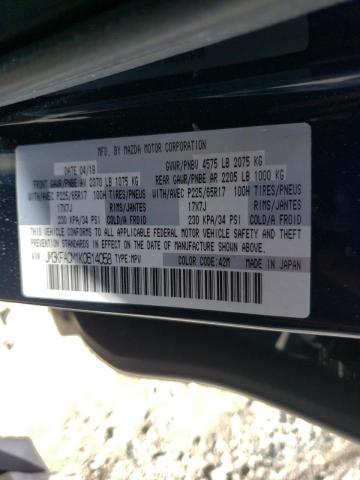 MFG. BY MAZDA MOTOR CORPORATION
DATE 04/19 GVWR/PNBV 4575 LB 2075 KG
FRONT GAWR/PNBE AV 2370 LB 1075 KG REAR GAWR/PNBE AR 2205 LB 1000 KG
WITH/AVEC P225/65R17 100H TIRES/PNEUS WITH/AVEC P225/65R17 100H TIRES/PNEUS
17X7J RIMS/JANTES 17X7J RIMS/JANTES
230 KPA/34 PSI COLD/A FROID 230 KPA/34 PSI COLD/A FROID
THIS VEHICLE CONFORMS TO ALL APPLICABLE FEDERAL MOTOR VEHICLE SAFETY, BUMPER, AND
THEFT PREVENTION STANDARDS IN EFFECT ON THE DATE OF MANUFACTURE SHOWN ABOVE.
JM3KFACM1K0614058 TYPE:MPV COLOR CODE:42M MADE IN JAPAN